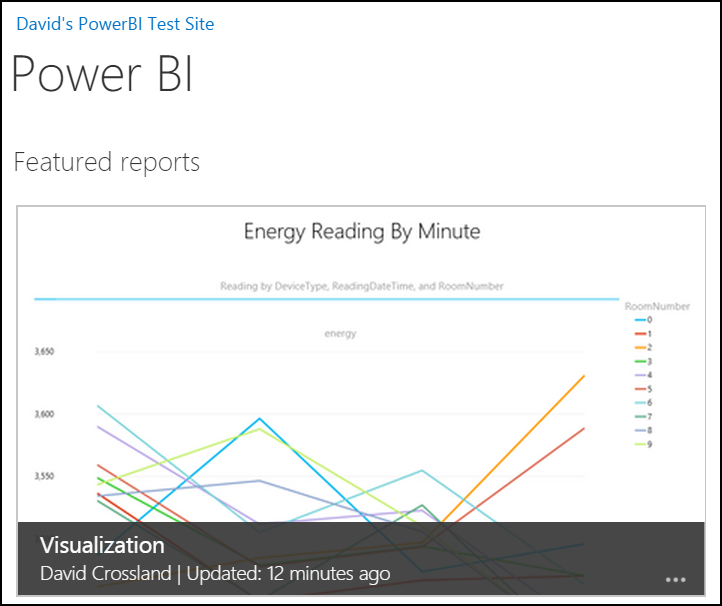 David's PowerBI Test Site
Power BI
Featured reports
Energy Reading By Minute
Reading by DeviceType, ReadingDateTime, and RoomNumber
RoomNumber
0
1
2
3
4
5
6
7
8
9
energy
3,650
3,600
3,550
Visualization
David Crossland | Updated: 12 minutes ago